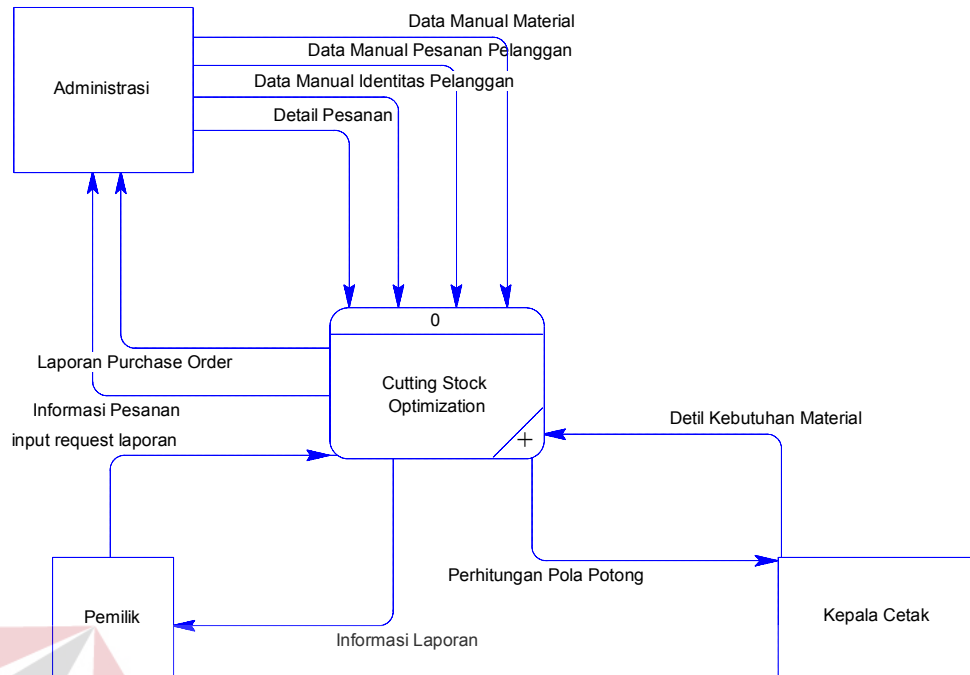 Data Manual Material
Data Manual Pesanan Pelanggan
Data Manual Identitas Pelanggan
Detail Pesanan
Administrasi
0
Cutting Stock
Optimization
+
Laporan Purchase Order
Informasi Pesanan
input request laporan
Detil Kebutuhan Material
Perhitungan Pola Potong
Pemilik
Informasi Laporan
Kepala Cetak